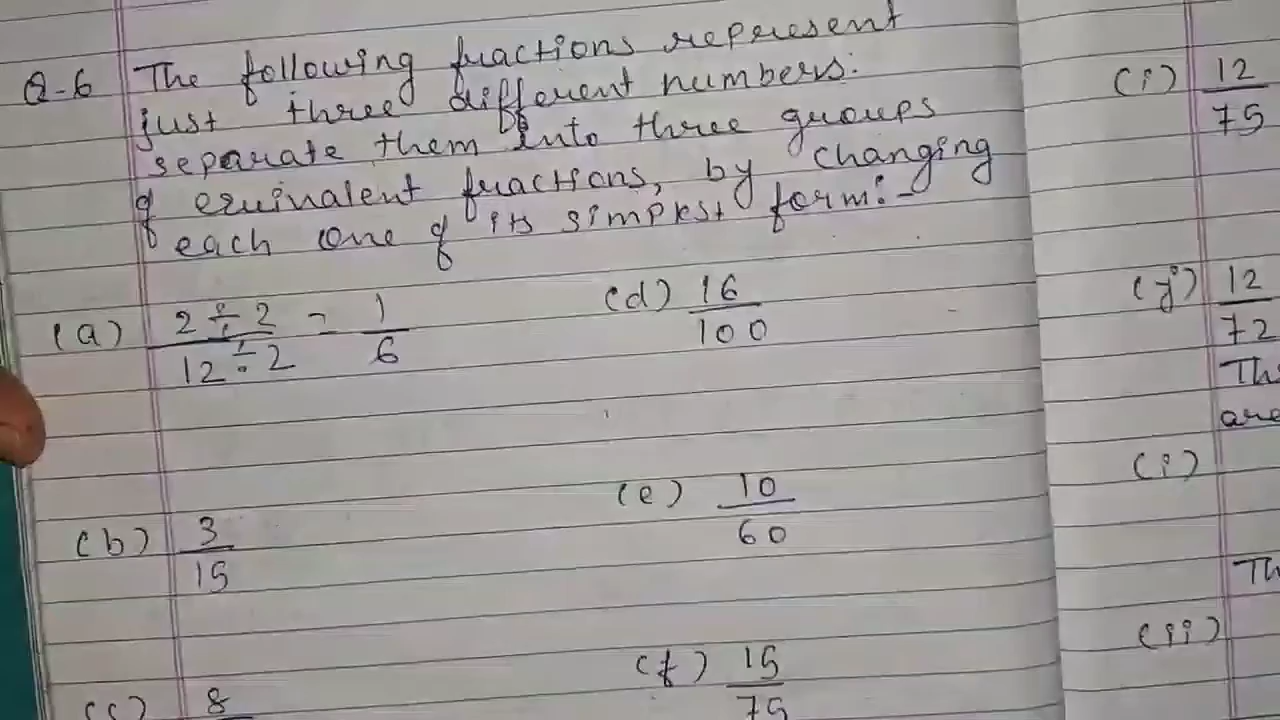 Q-6 The following fractions represent
just three different numbers.
separate them into three groups
of equivalent fractions, by changing
each one of its simplest form:-
(a) 2 ÷ 2 = 1
12 ÷ 2 6
(d) 16
100
(b) 3
15
(e) 10
60
(c) 8
(f) 15
75
(i) 12
75
(j) 12
72
Th
are
(i)
Th
(ii)